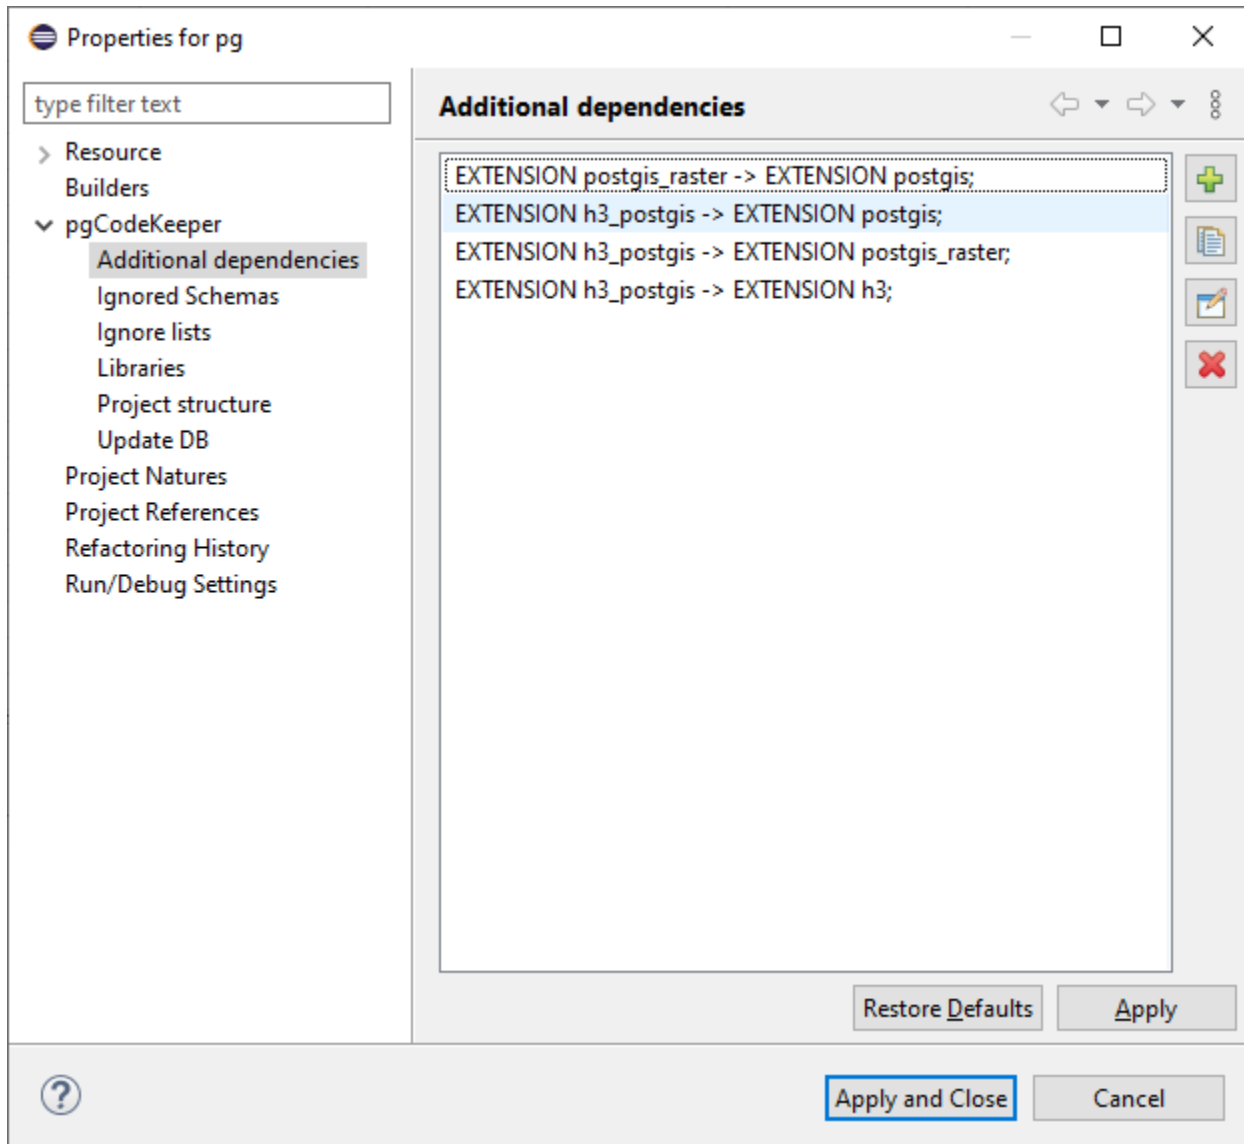 Properties for pg
type filter text
Resource
Builders
pgCodeKeeper
Additional dependencies
Ignored Schemas
Ignore lists
Libraries
Project structure
Update DB
Project Natures
Project References
Refactoring History
Run/Debug Settings
Additional dependencies
EXTENSION postgis_raster -> EXTENSION postgis;
EXTENSION h3_postgis -> EXTENSION postgis;
EXTENSION h3_postgis -> EXTENSION postgis_raster;
EXTENSION h3_postgis -> EXTENSION h3;
Restore Defaults
Apply
Apply and Close
Cancel